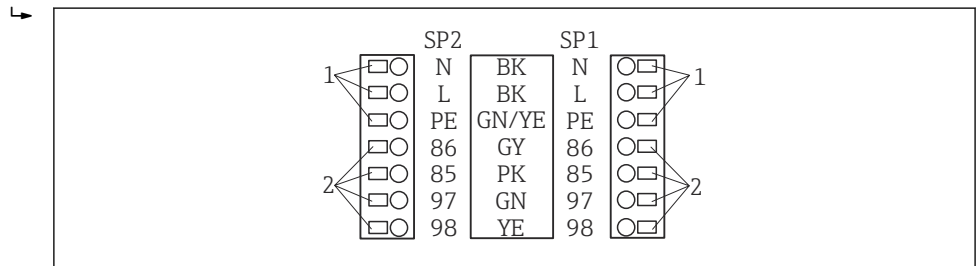 SP2 SP1
1 N BK N 1
L BK L
PE GN/YE PE
86 GY 86
2 85 PK 85 2
97 GN 97
98 YE 98